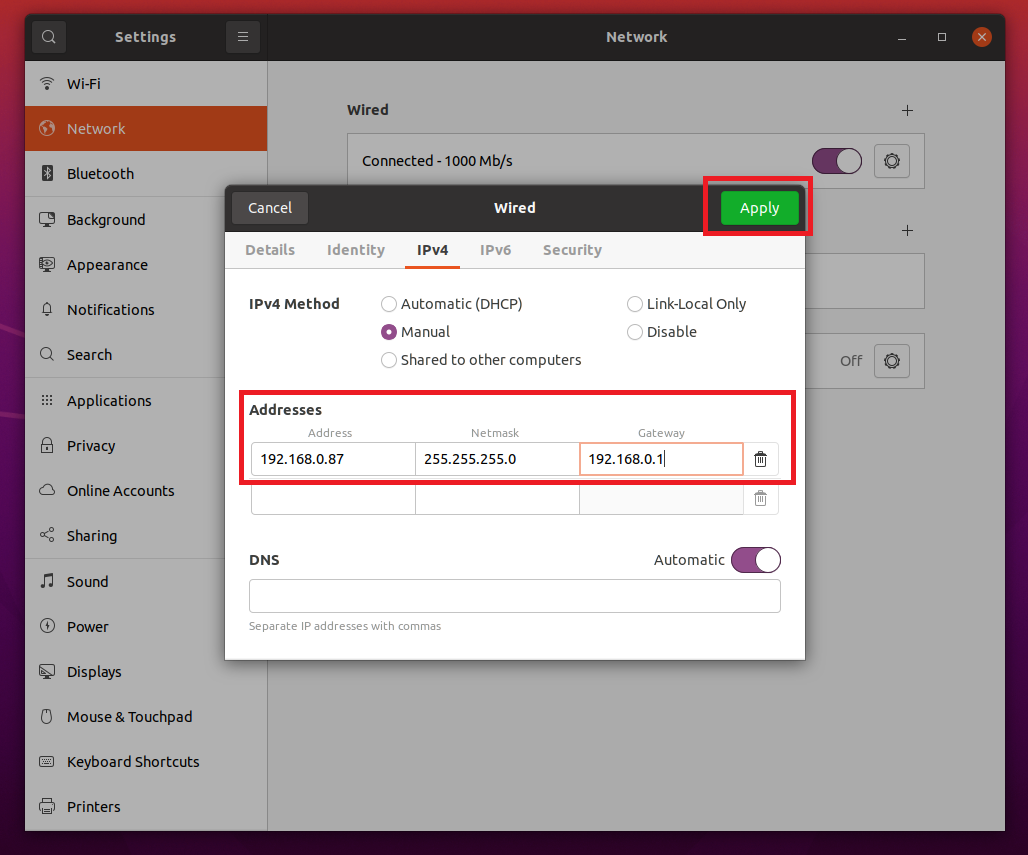 Settings
Network
Wi-Fi
Network
Bluetooth
Background
Appearance
Notifications
Search
Applications
Privacy
Online Accounts
Sharing
Sound
Power
Displays
Mouse & Touchpad
Keyboard Shortcuts
Printers
Wired
Connected - 1000 Mb/s
Off
Cancel
Wired
Apply
Details Identity IPv4 IPv6 Security
IPv4 Method
Automatic (DHCP)
Link-Local Only
Manual
Disable
Shared to other computers
Addresses
Address Netmask Gateway
192.168.0.87 255.255.255.0 192.168.0.1
DNS
Automatic
Separate IP addresses with commas